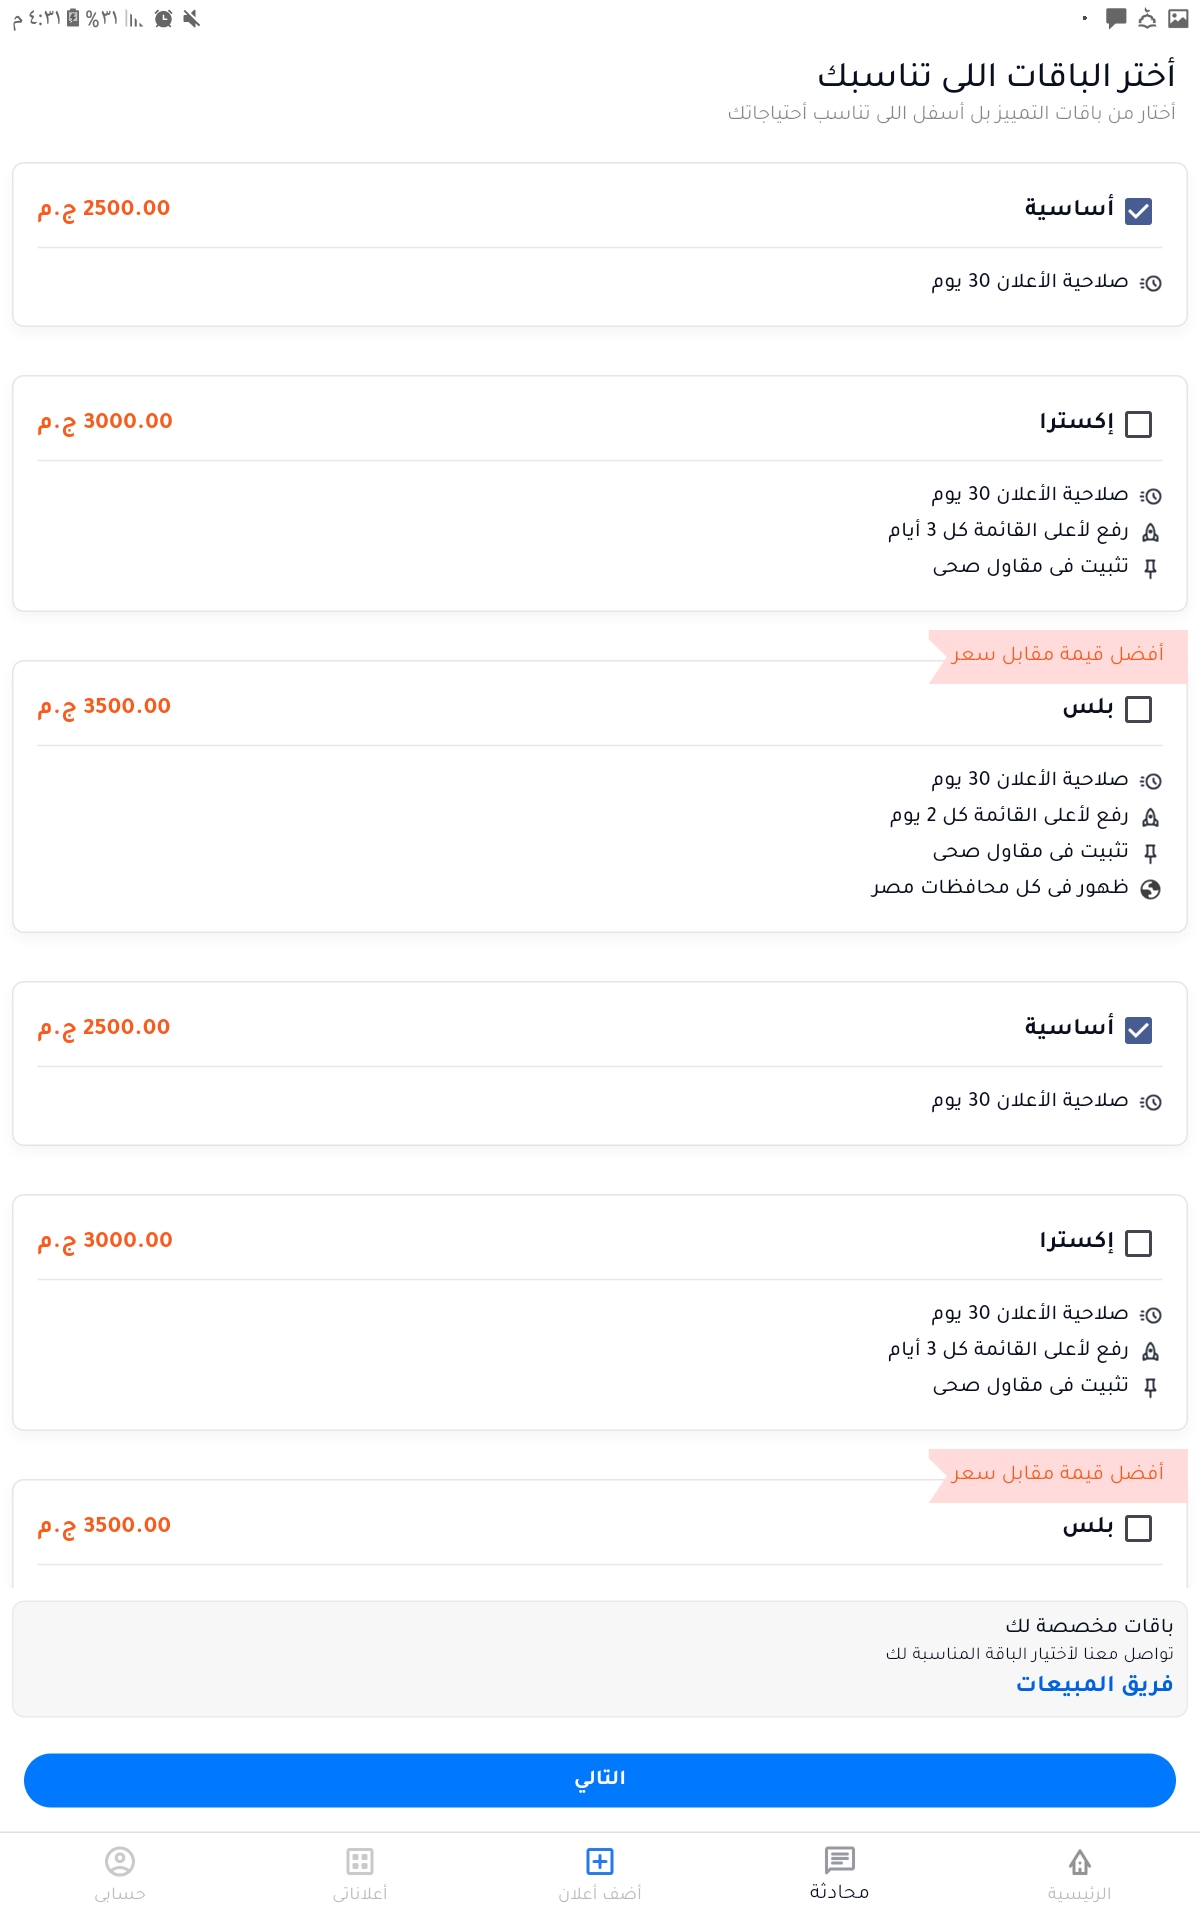 ٤:٣١ م
%٣١
أختر الباقات اللى تناسبك
أختار من باقات التمييز بل أسفل اللى تناسب أحتياجاتك
أساسية
2500.00 ج.م
صلاحية الأعلان 30 يوم
إكسترا
3000.00 ج.م
صلاحية الأعلان 30 يوم
رفع لأعلى القائمة كل 3 أيام
تثبيت فى مقاول صحى
أفضل قيمة مقابل سعر
بلس
3500.00 ج.م
صلاحية الأعلان 30 يوم
رفع لأعلى القائمة كل 2 يوم
تثبيت فى مقاول صحى
ظهور فى كل محافظات مصر
أساسية
2500.00 ج.م
صلاحية الأعلان 30 يوم
إكسترا
3000.00 ج.م
صلاحية الأعلان 30 يوم
رفع لأعلى القائمة كل 3 أيام
تثبيت فى مقاول صحى
أفضل قيمة مقابل سعر
بلس
3500.00 ج.م
باقات مخصصة لك
تواصل معنا لأختيار الباقة المناسبة لك
فريق المبيعات
التالي
الرئيسية
محادثة
أضف أعلان
أعلاناتى
حسابى